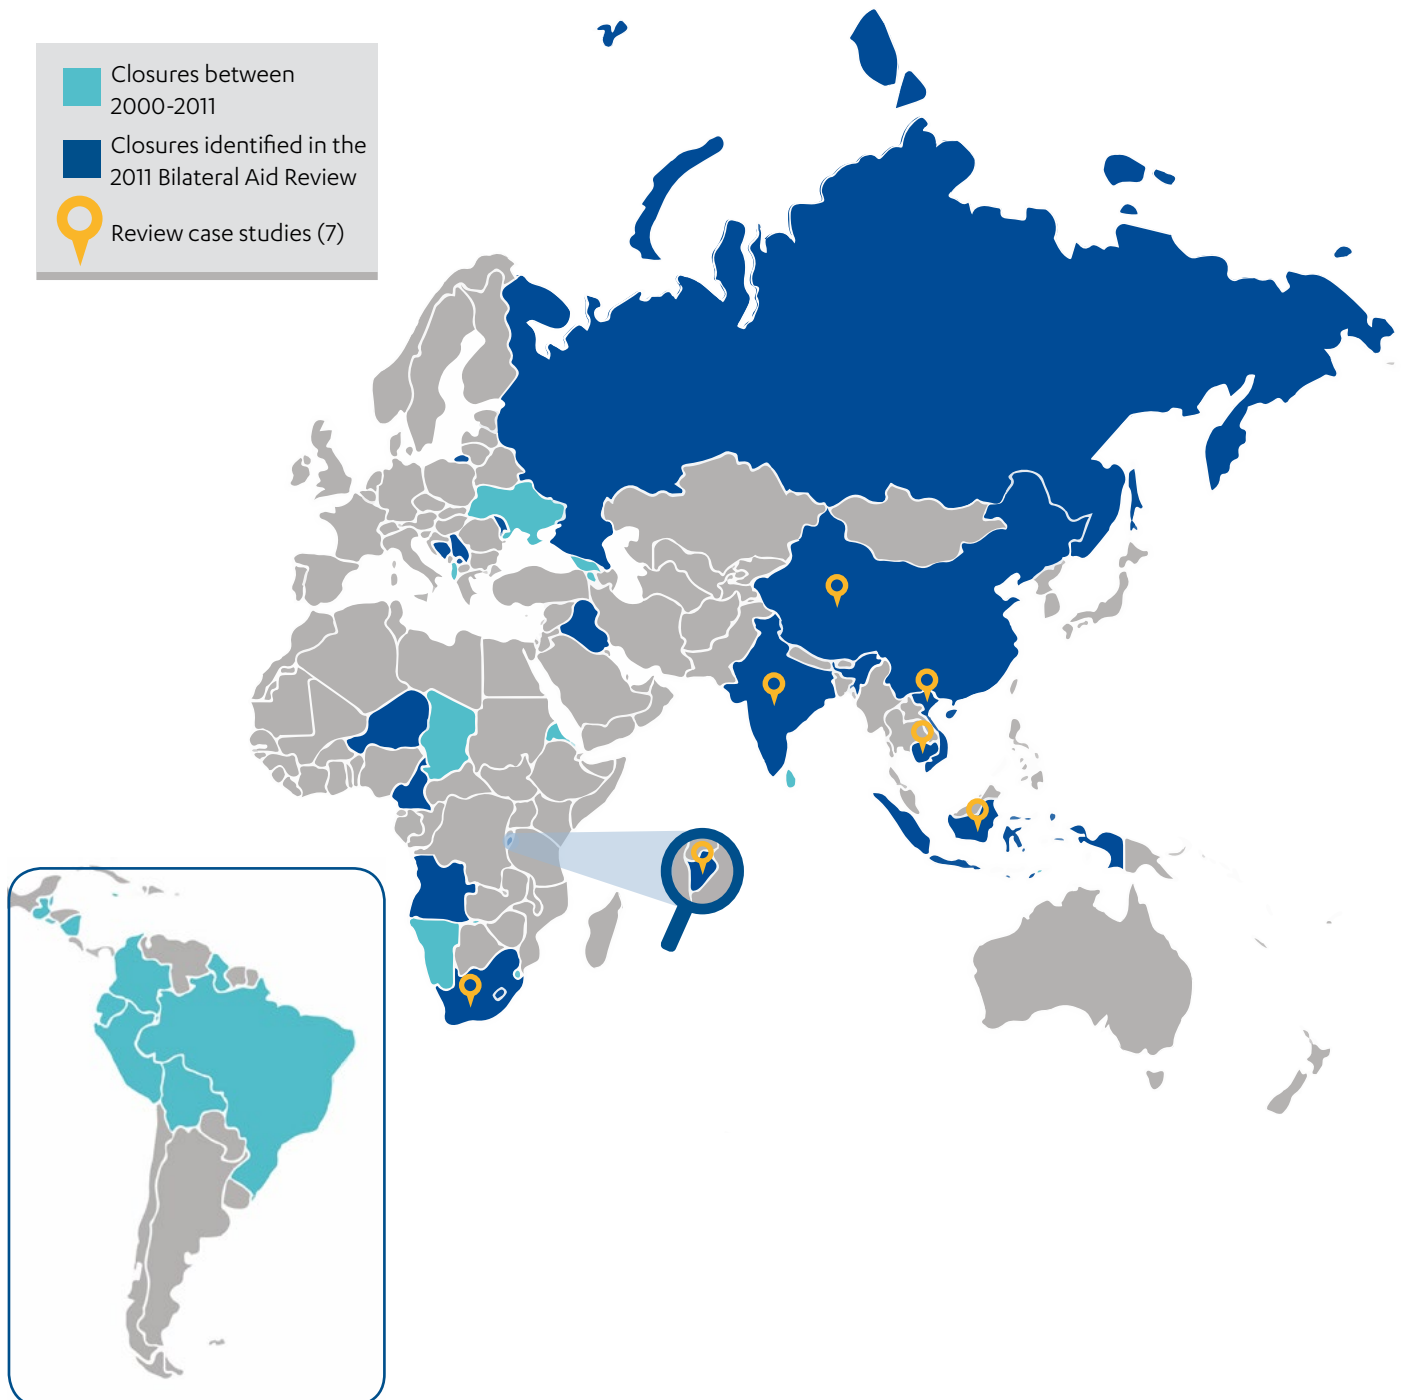 Closures between
2000-2011
Closures identified in the
2011 Bilateral Aid Review
Review case studies (7)